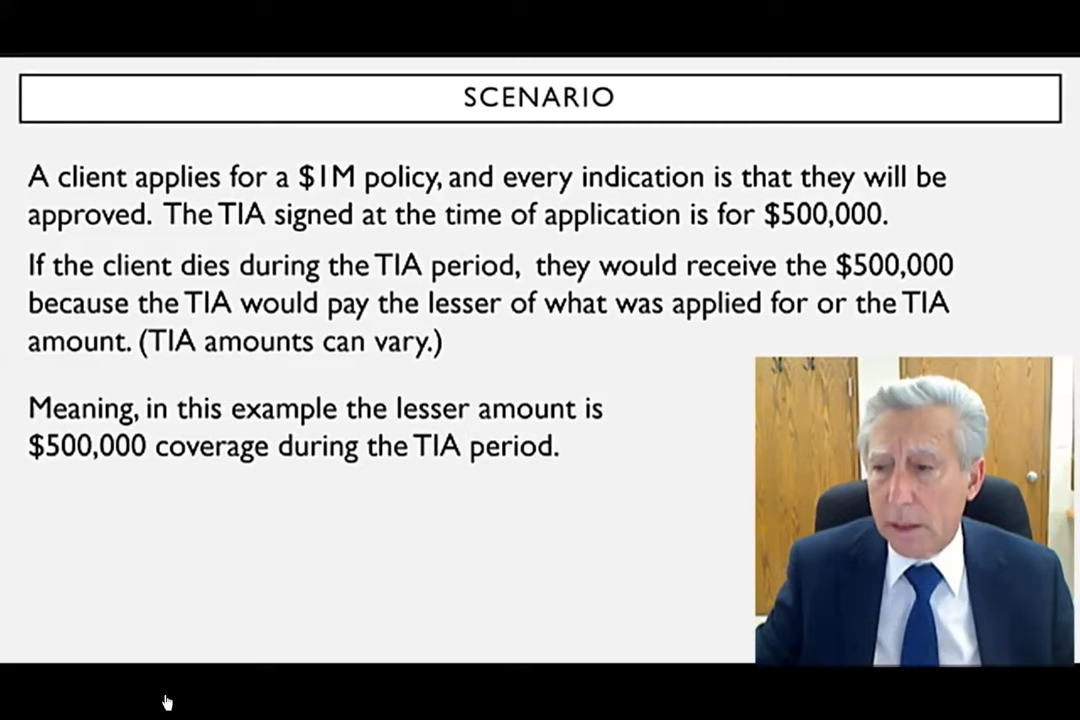 SCENARIO
A client applies for a $1M policy, and every indication is that they will be
approved. The TIA signed at the time of application is for $500,000.
If the client dies during the TIA period, they would receive the $500,000
because the TIA would pay the lesser of what was applied for or the TIA
amount. (TIA amounts can vary.)
Meaning, in this example the lesser amount is
$500,000 coverage during the TIA period.